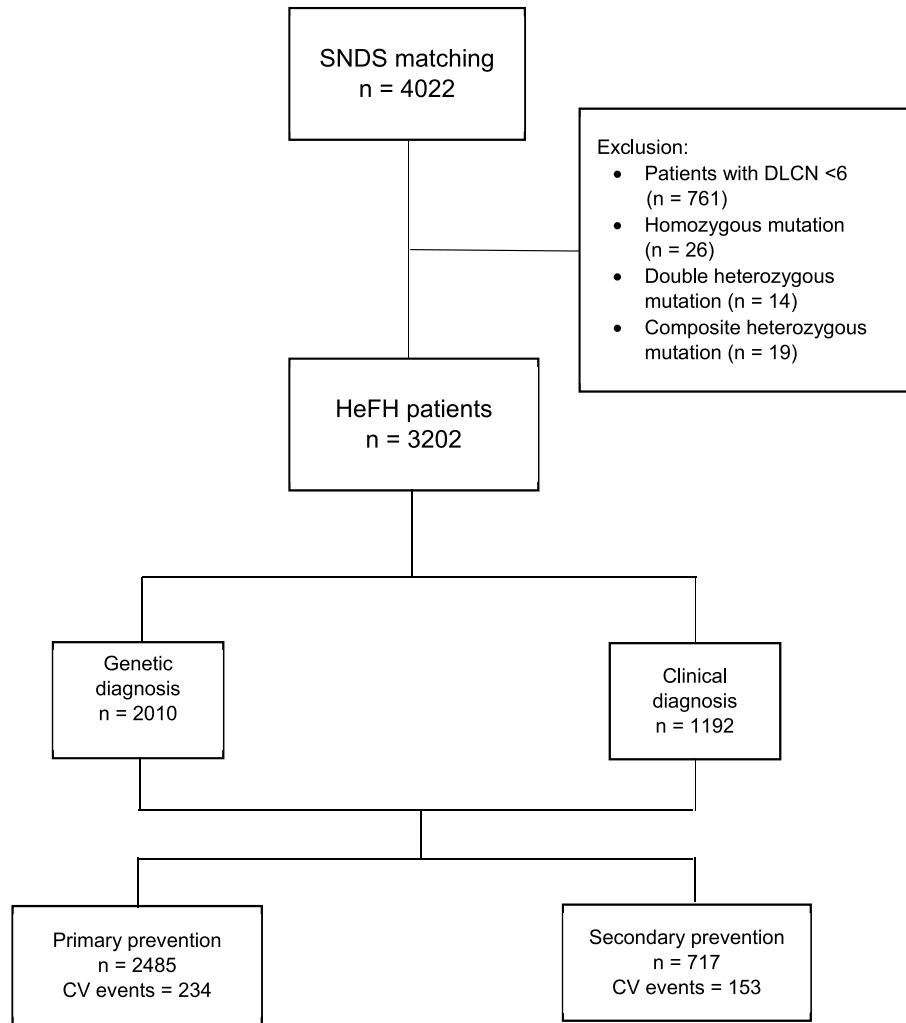 SNDS matching
n = 4022
Exclusion:
• Patients with DLCN <6
(n = 761)
• Homozygous mutation
(n = 26)
• Double heterozygous
mutation (n = 14)
• Composite heterozygous
mutation (n = 19)
HeFH patients
n = 3202
Genetic
diagnosis
n = 2010
Clinical
diagnosis
n = 1192
Primary prevention
n = 2485
CV events = 234
Secondary prevention
n = 717
CV events = 153